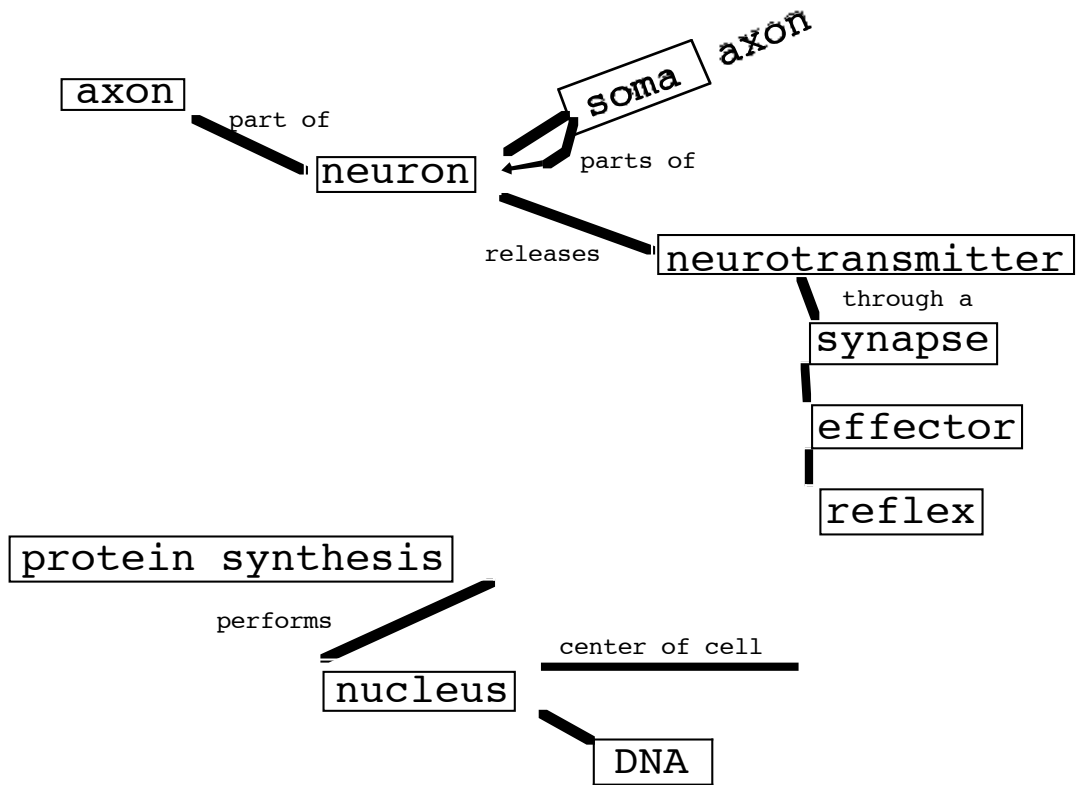 soma axon
axon
part of
neuron
parts of
releases
neurotransmitter
through a
synapse
effector
reflex
protein synthesis
performs
center of cell
nucleus
DNA